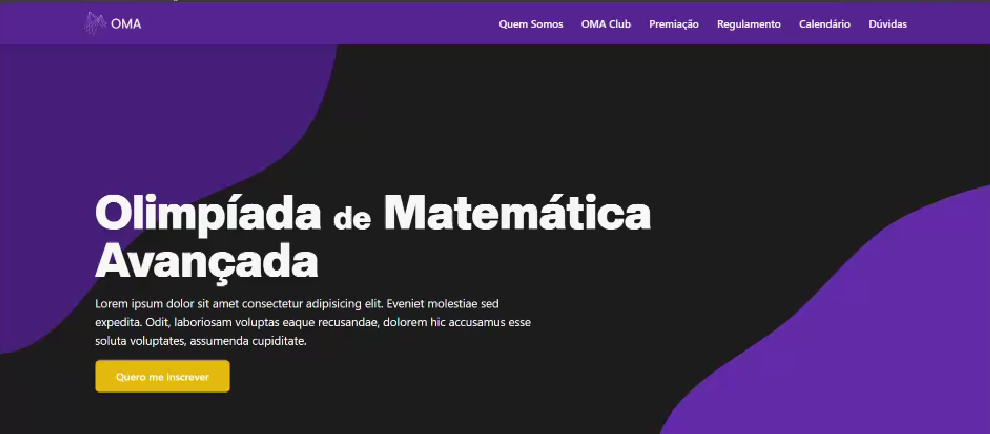 OMA
Quem Somos OMA Club Premiação Regulamento Calendário Dúvidas
Olimpíada de Matemática
Avançada
Lorem ipsum dolor sit amet consectetur adipisicing elit. Eveniet molestiae sed
expedita. Odit, laboriosam voluptas eaque recusandae, dolorem hic accusamus esse
soluta voluptates, assumenda cupiditate.
Quero me inscrever